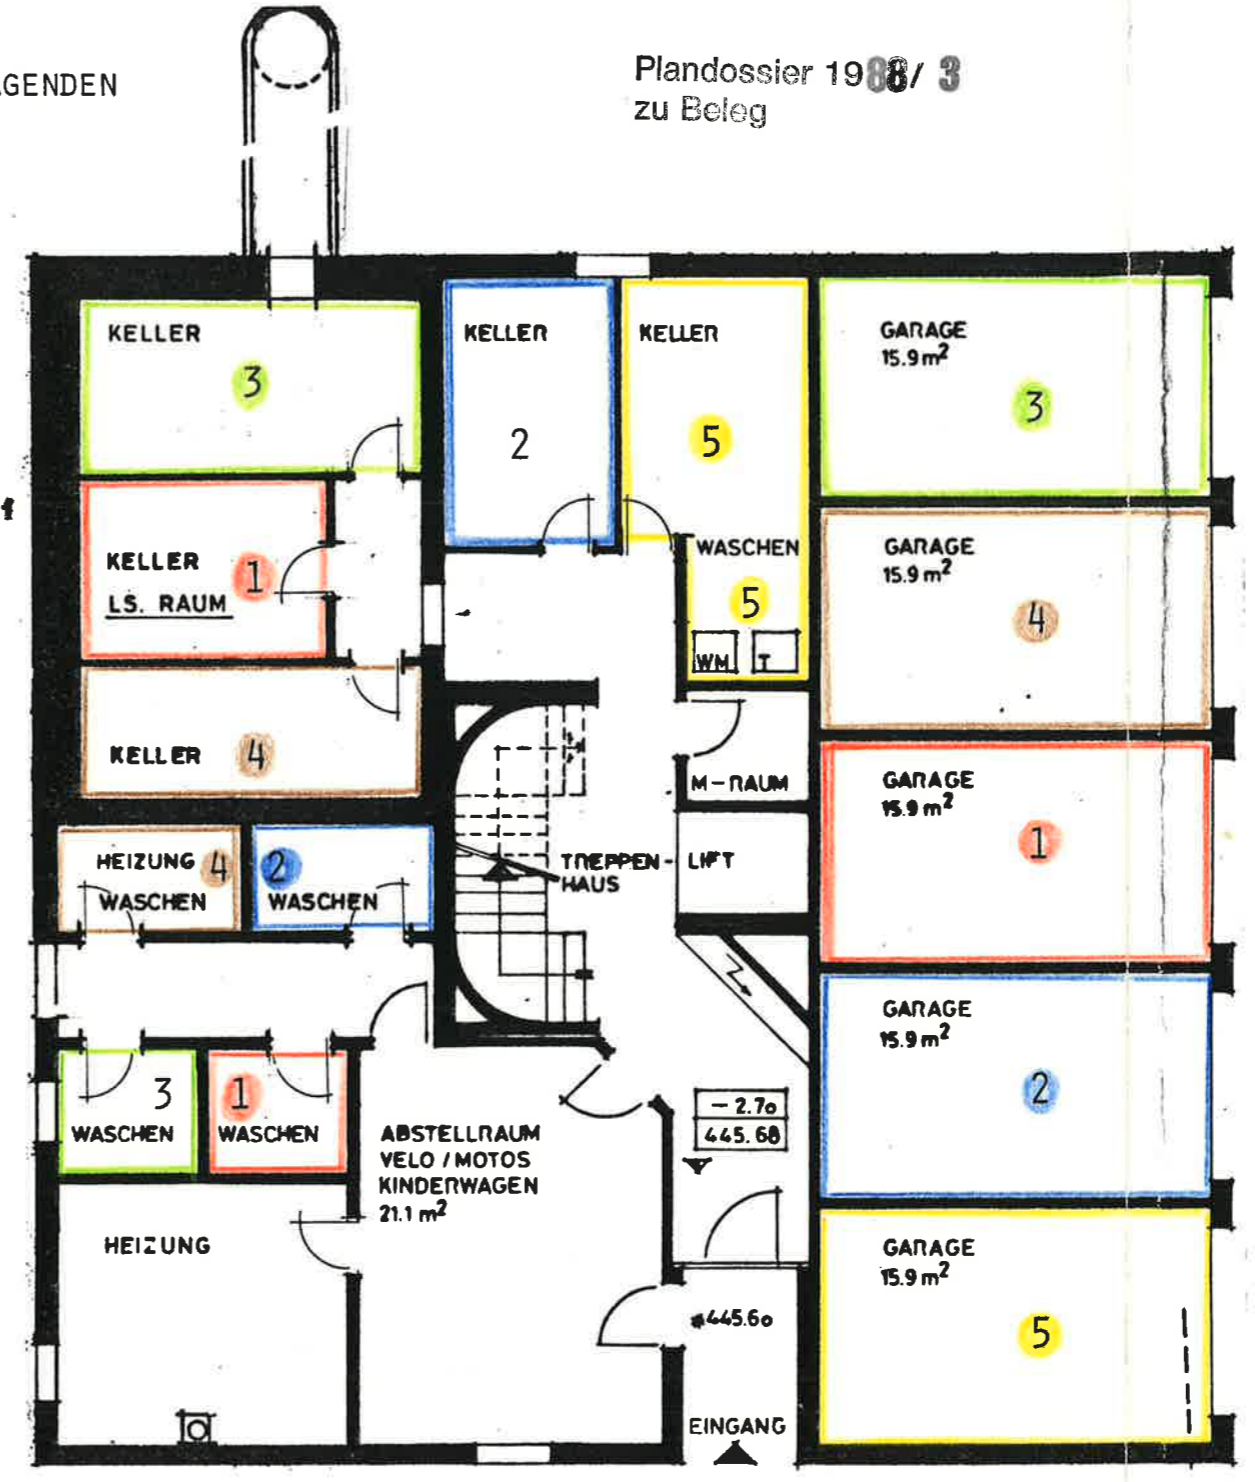 AGENDEN
Plandossier 1988/ 3
zu Beleg
KELLER
3
KELLER
2
KELLER
5
GARAGE
15.9 m²
3
KELLER
LS. RAUM
1
WASCHEN
5
WM
T
GARAGE
15.9 m²
4
KELLER
4
M-RAUM
GARAGE
15.9 m²
1
HEIZUNG
WASCHEN
4
2
WASCHEN
TREPPEN-
HAUS
LIFT
GARAGE
15.9 m²
2
3
WASCHEN
1
WASCHEN
ABSTELLRAUM
VELO / MOTOS
KINDERWAGEN
21.1 m²
- 2.70
445.68
HEIZUNG
GARAGE
15.9 m²
5
445.60
EINGANG